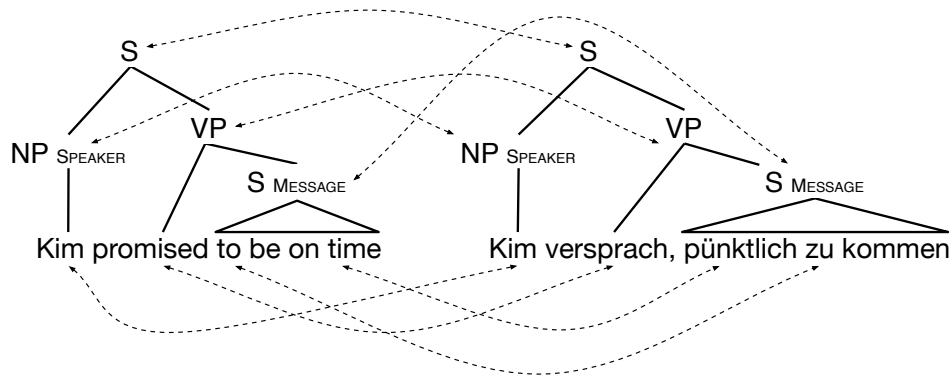 S S
VP VP
NP SPEAKER NP SPEAKER
S MESSAGE S MESSAGE
Kim promised to be on time Kim versprach, pünktlich zu kommen